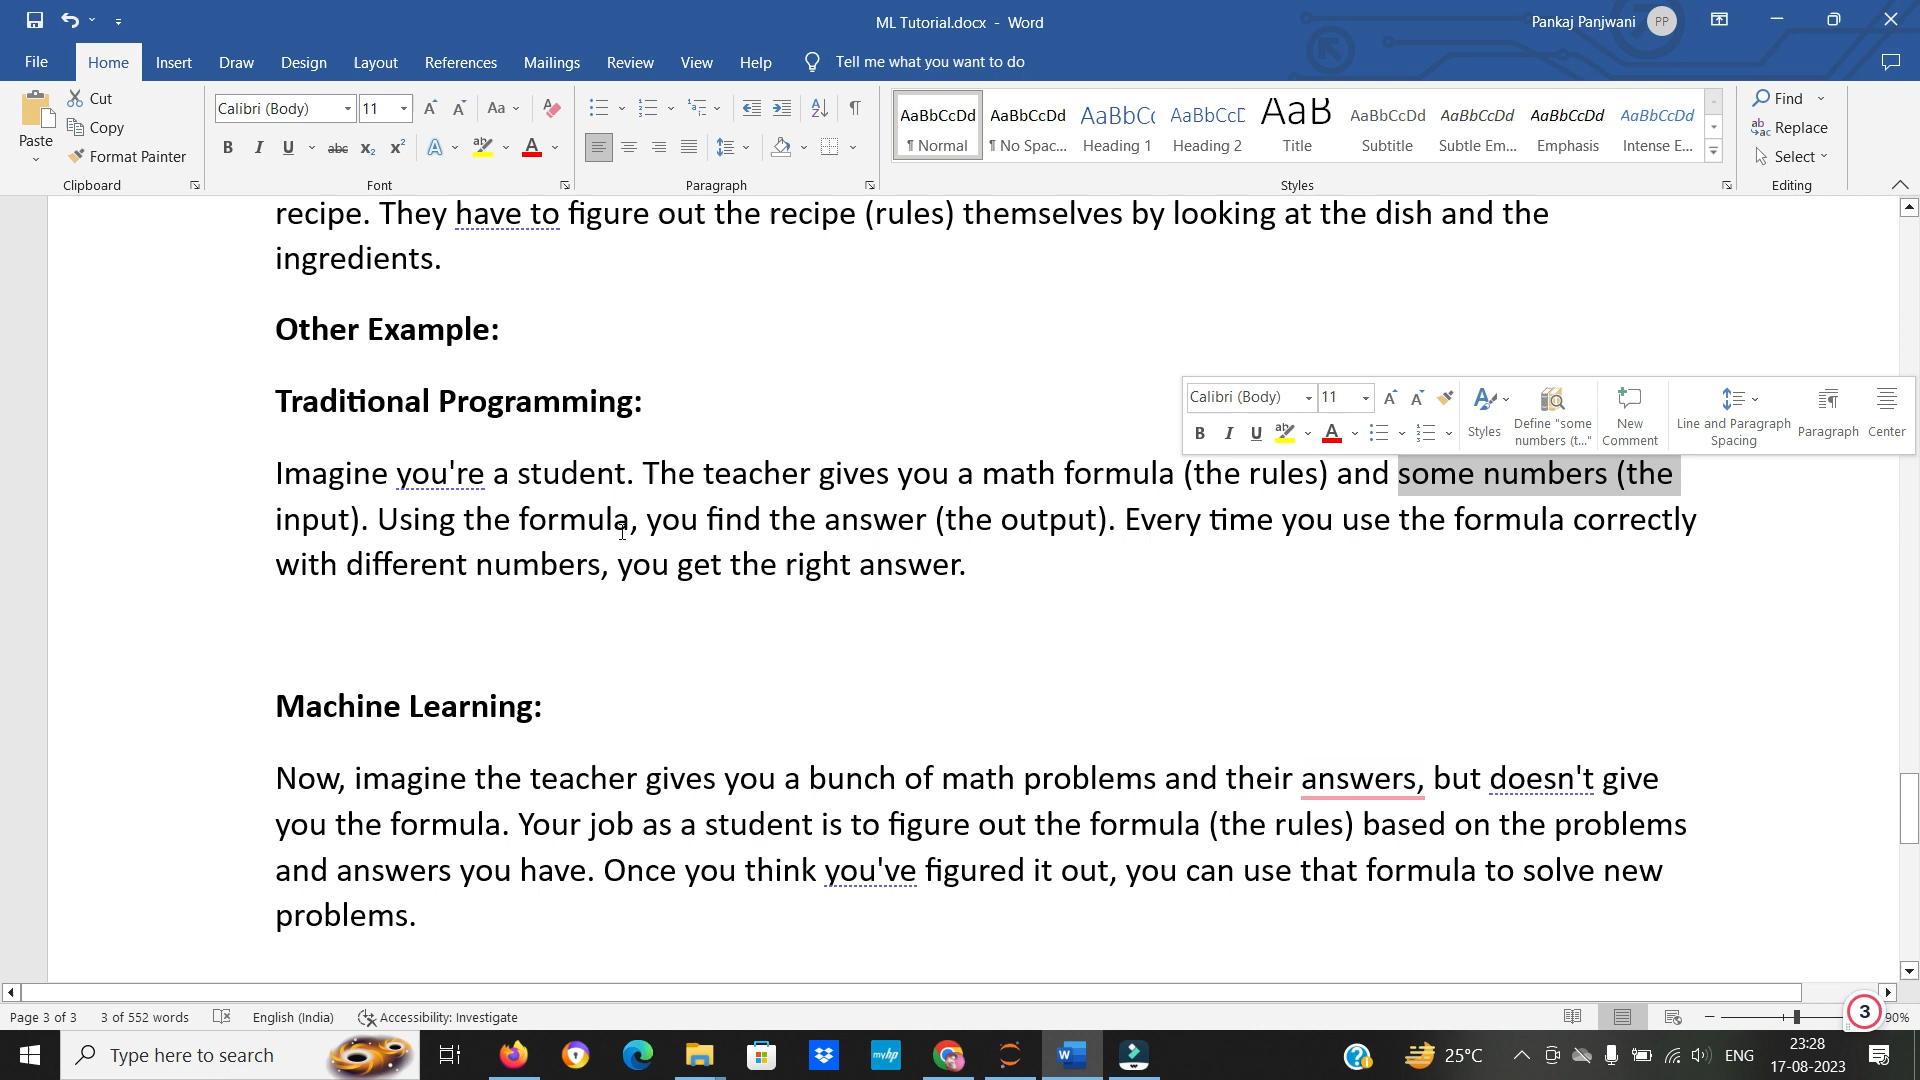 ML Tutorial.docx - Word
Pankaj Panjwani PP
File Home Insert Draw Design Layout References Mailings Review View Help Tell me what you want to do
Paste
Cut
Copy
Format Painter
Clipboard
Calibri (Body) 11
Font
Paragraph
AaBbCcDd AaBbCcDd AaBbCc AaBbCcC AaB AaBbCcDd AaBbCcDd AaBbCcDd AaBbCcDd
¶ Normal ¶ No Spac... Heading 1 Heading 2 Title Subtitle Subtle Em... Emphasis Intense E...
Styles
Find
Replace
Select
Editing
recipe. They have to figure out the recipe (rules) themselves by looking at the dish and the
ingredients.
Other Example:
Traditional Programming:
Calibri (Body) 11
Styles
Define "some
numbers (t..."
New
Comment
Line and Paragraph
Spacing
Paragraph
Center
Imagine you're a student. The teacher gives you a math formula (the rules) and some numbers (the
input). Using the formula, you find the answer (the output). Every time you use the formula correctly
with different numbers, you get the right answer.
Machine Learning:
Now, imagine the teacher gives you a bunch of math problems and their answers, but doesn't give
you the formula. Your job as a student is to figure out the formula (the rules) based on the problems
and answers you have. Once you think you've figured it out, you can use that formula to solve new
problems.
Page 3 of 3 3 of 552 words English (India) Accessibility: Investigate
3
90%
Type here to search
myhp
25°C
ENG
23:28
17-08-2023